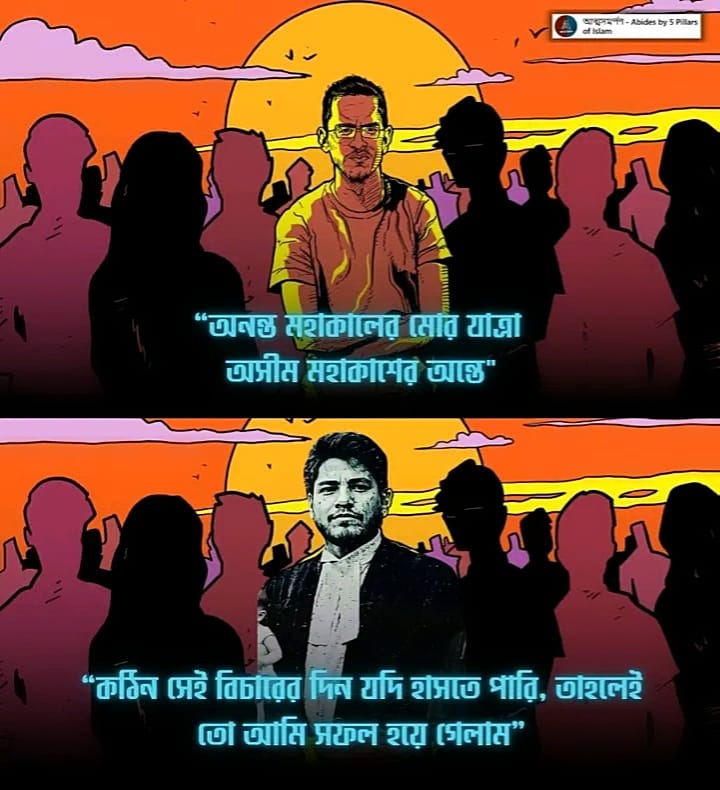 আত্মসমর্পণ - Abides by 5 Pillars
of Islam
“অনন্ত মহাকালের মোর যাত্রা
অসীম মহাকাশের অন্তে"
“কঠিন সেই বিচারের দিন যদি হাসতে পারি, তাহলেই
তো আমি সফল হয়ে গেলাম”